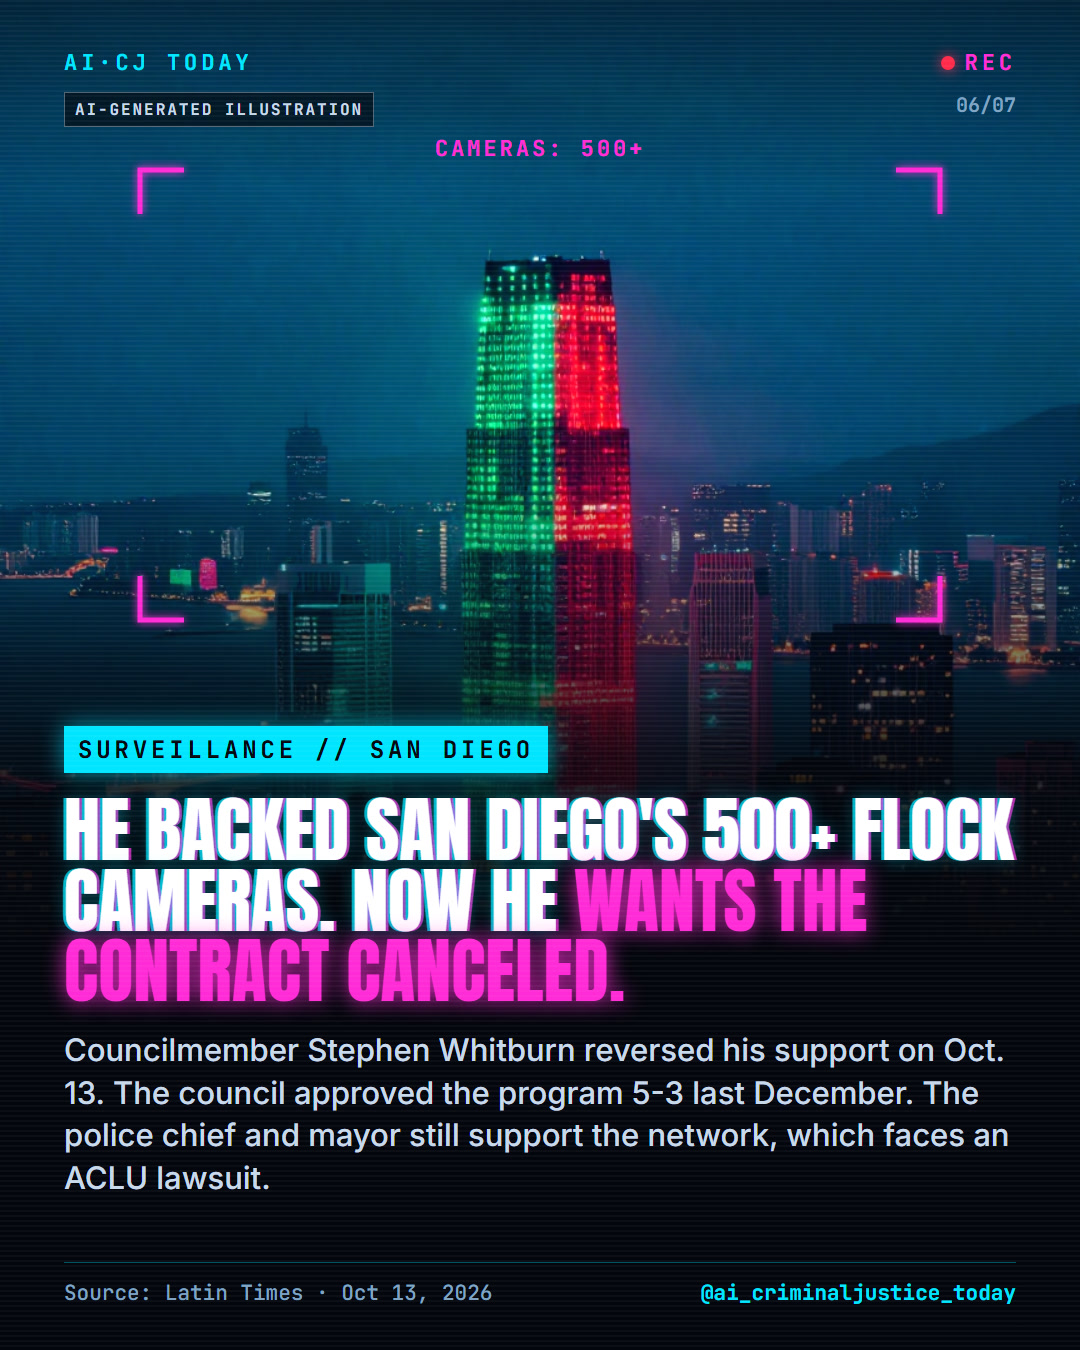 AI·CJ TODAY
REC
AI-GENERATED ILLUSTRATION
06/07
CAMERAS: 500+
SURVEILLANCE // SAN DIEGO
HE BACKED SAN DIEGO'S 500+ FLOCK
CAMERAS. NOW HE WANTS THE
CONTRACT CANCELED.
Councilmember Stephen Whitburn reversed his support on Oct.
13. The council approved the program 5-3 last December. The
police chief and mayor still support the network, which faces an
ACLU lawsuit.
Source: Latin Times · Oct 13, 2026
@ai_criminaljustice_today